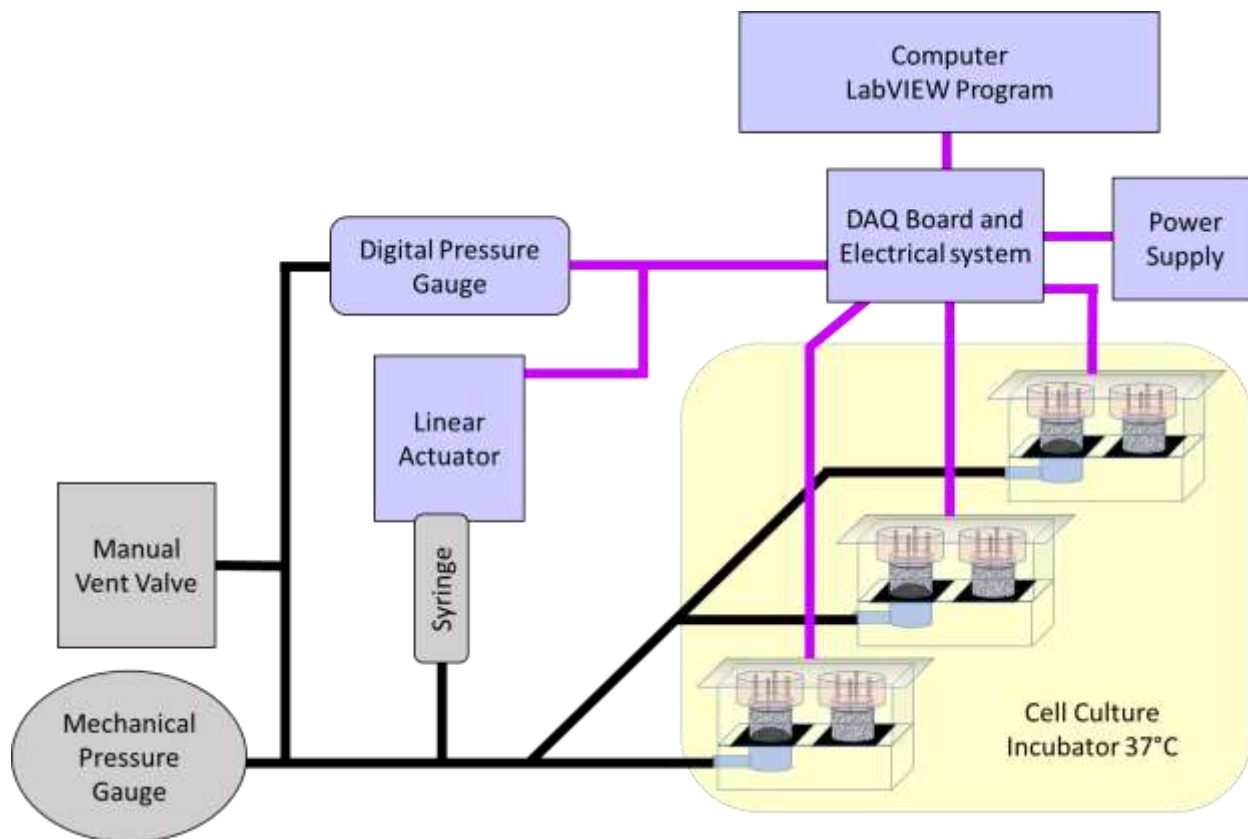 Computer
LabVIEW Program
DAQ Board and
Electrical system
Power
Supply
Digital Pressure
Gauge
Linear
Actuator
Syringe
Manual
Vent Valve
Mechanical
Pressure
Gauge
Cell Culture
Incubator 37°C